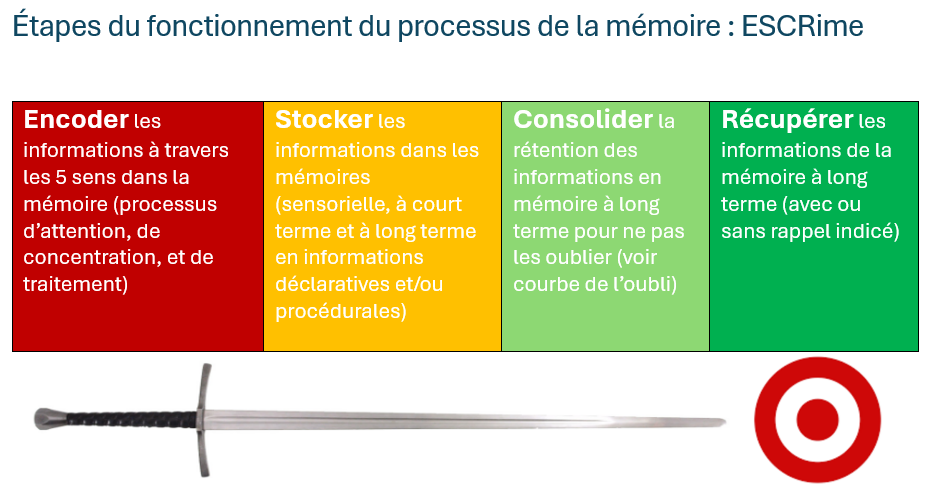 Étapes du fonctionnement du processus de la mémoire : ESCRime
Encoder les
informations à travers
les 5 sens dans la
mémoire (processus
d’attention, de
concentration, et de
traitement)
Stocker les
informations dans les
mémoires
(sensorielle, à court
terme et à long terme
en informations
déclaratives et/ou
procédurales)
Consolider la
rétention des
informations en
mémoire à long
terme pour ne pas
les oublier (voir
courbe de l’oubli)
Récupérer les
informations de la
mémoire à long
terme (avec ou
sans rappel indicé)